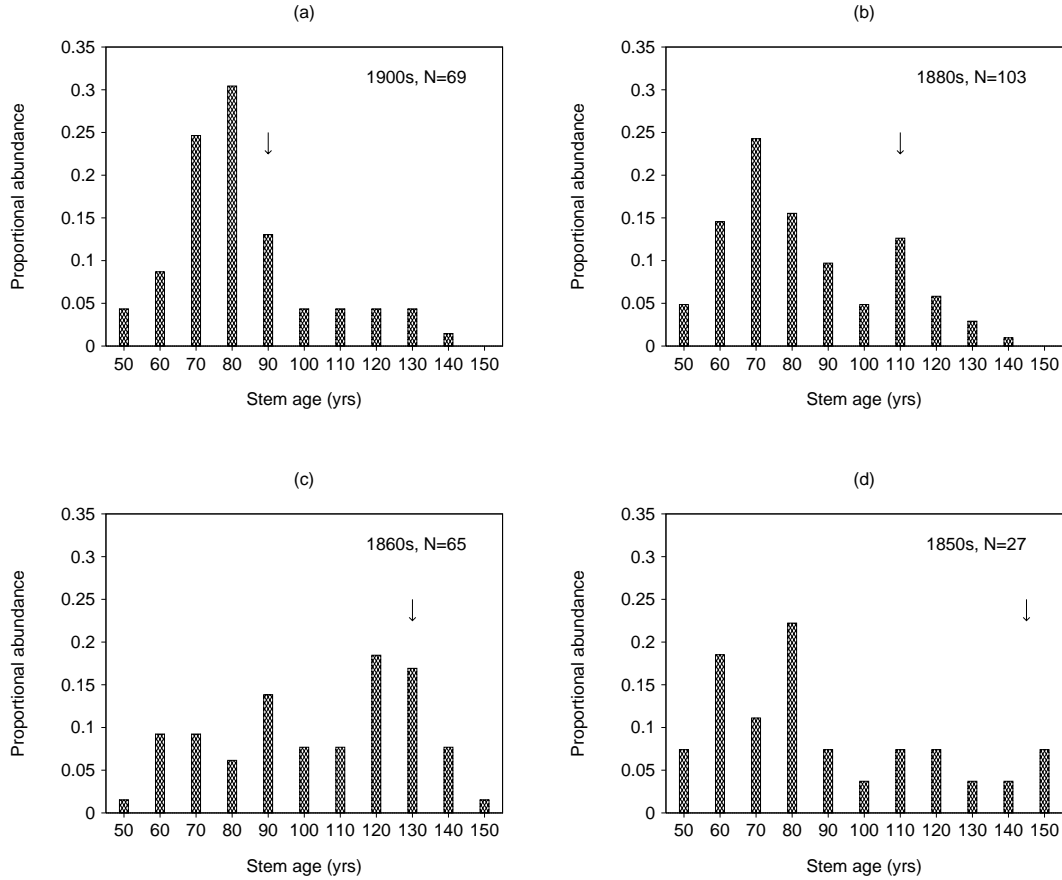 (a)
0.35
0.3
0.25
0.2
0.15
0.1
0.05
0
Proportional abundance
1900s, N=69
50 60 70 80 90 100 110 120 130 140 150
Stem age (yrs)
(b)
0.35
0.3
0.25
0.2
0.15
0.1
0.05
0
Proportional abundance
1880s, N=103
50 60 70 80 90 100 110 120 130 140 150
Stem age (yrs)
(c)
0.35
0.3
0.25
0.2
0.15
0.1
0.05
0
Proportional abundance
1860s, N=65
50 60 70 80 90 100 110 120 130 140 150
Stem age (yrs)
(d)
0.35
0.3
0.25
0.2
0.15
0.1
0.05
0
Proportional abundance
1850s, N=27
50 60 70 80 90 100 110 120 130 140 150
Stem age (yrs)